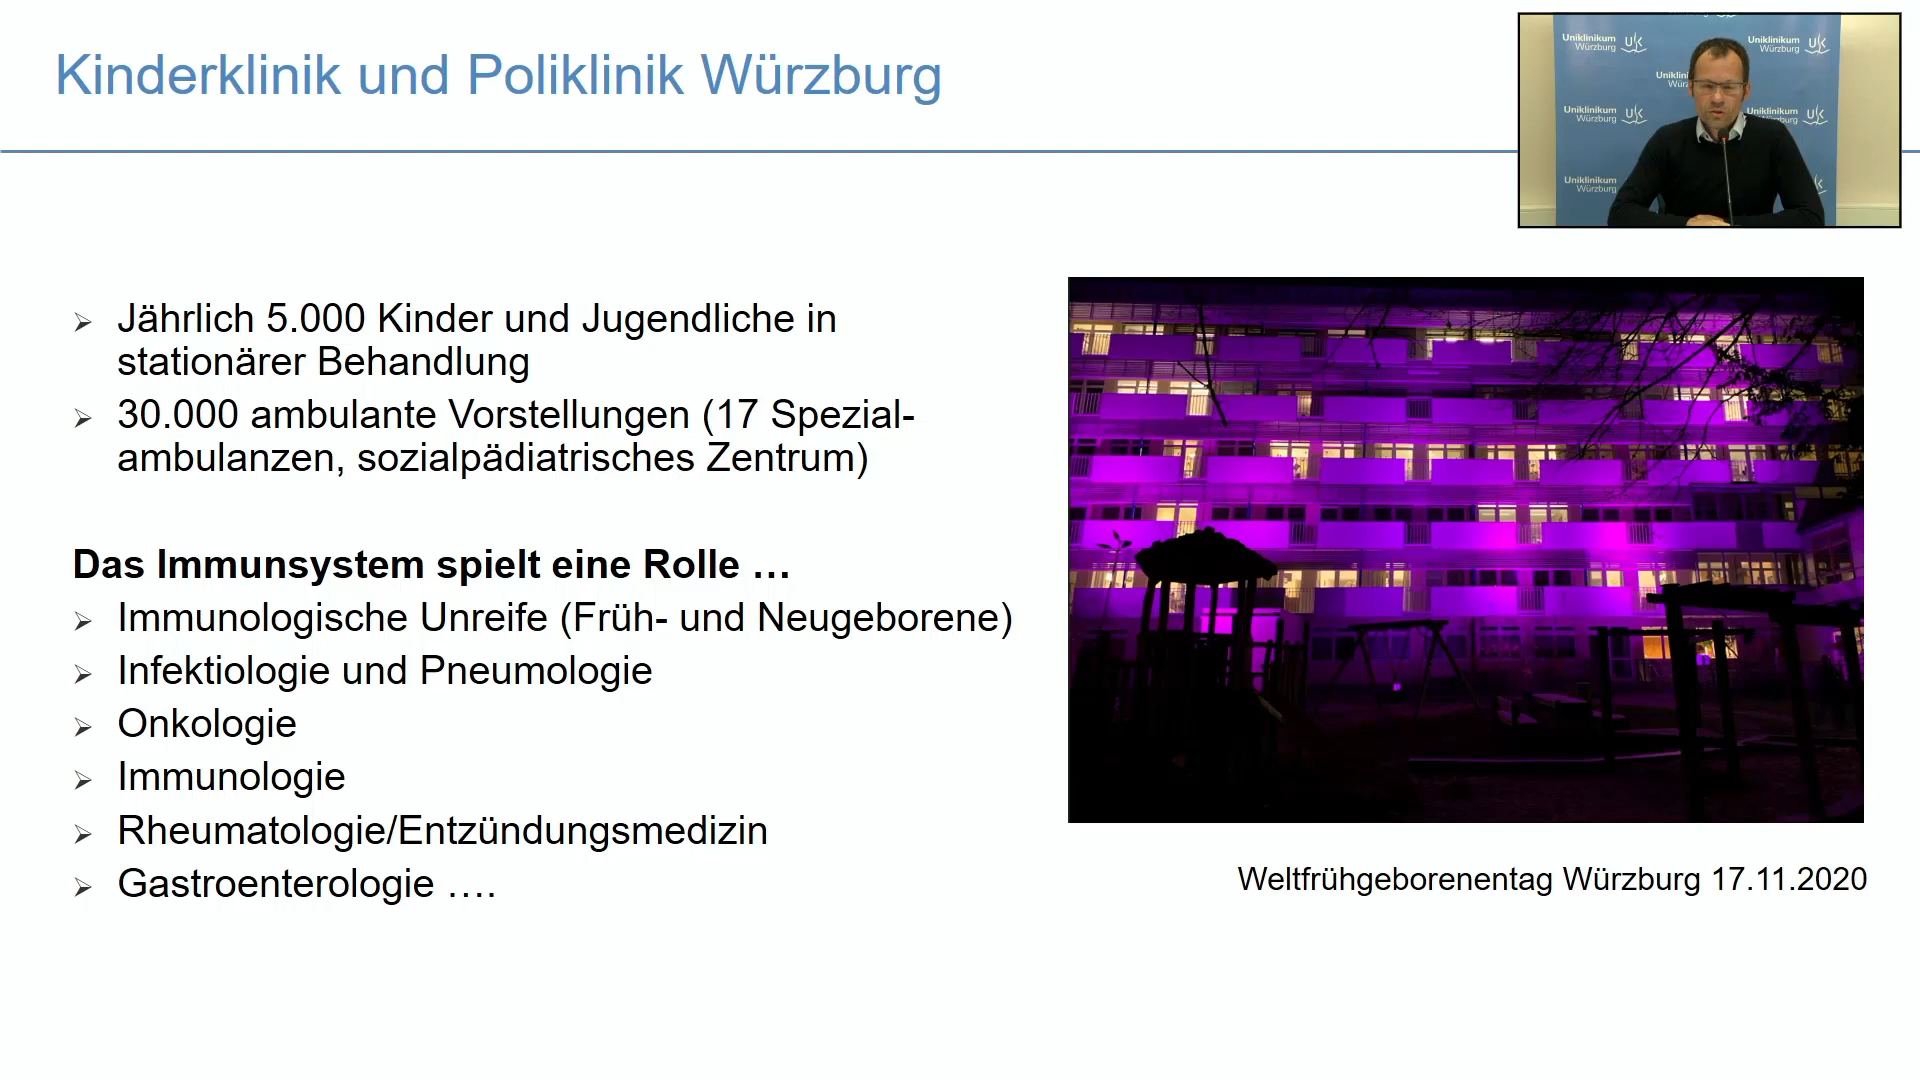 Kinderklinik und Poliklinik Würzburg
Uniklinikum
Würzburg
Uniklinikum
Würzburg
Uniklinikum
Uniklinikum
Würzburg
Uniklinikum
Uniklinikum
Würzburg
➢ Jährlich 5.000 Kinder und Jugendliche in
stationärer Behandlung
➢ 30.000 ambulante Vorstellungen (17 Spezial-
ambulanzen, sozialpädiatrisches Zentrum)
Das Immunsystem spielt eine Rolle …
➢ Immunologische Unreife (Früh- und Neugeborene)
➢ Infektiologie und Pneumologie
➢ Onkologie
➢ Immunologie
➢ Rheumatologie/Entzündungsmedizin
➢ Gastroenterologie ….
Weltfrühgeborenentag Würzburg 17.11.2020